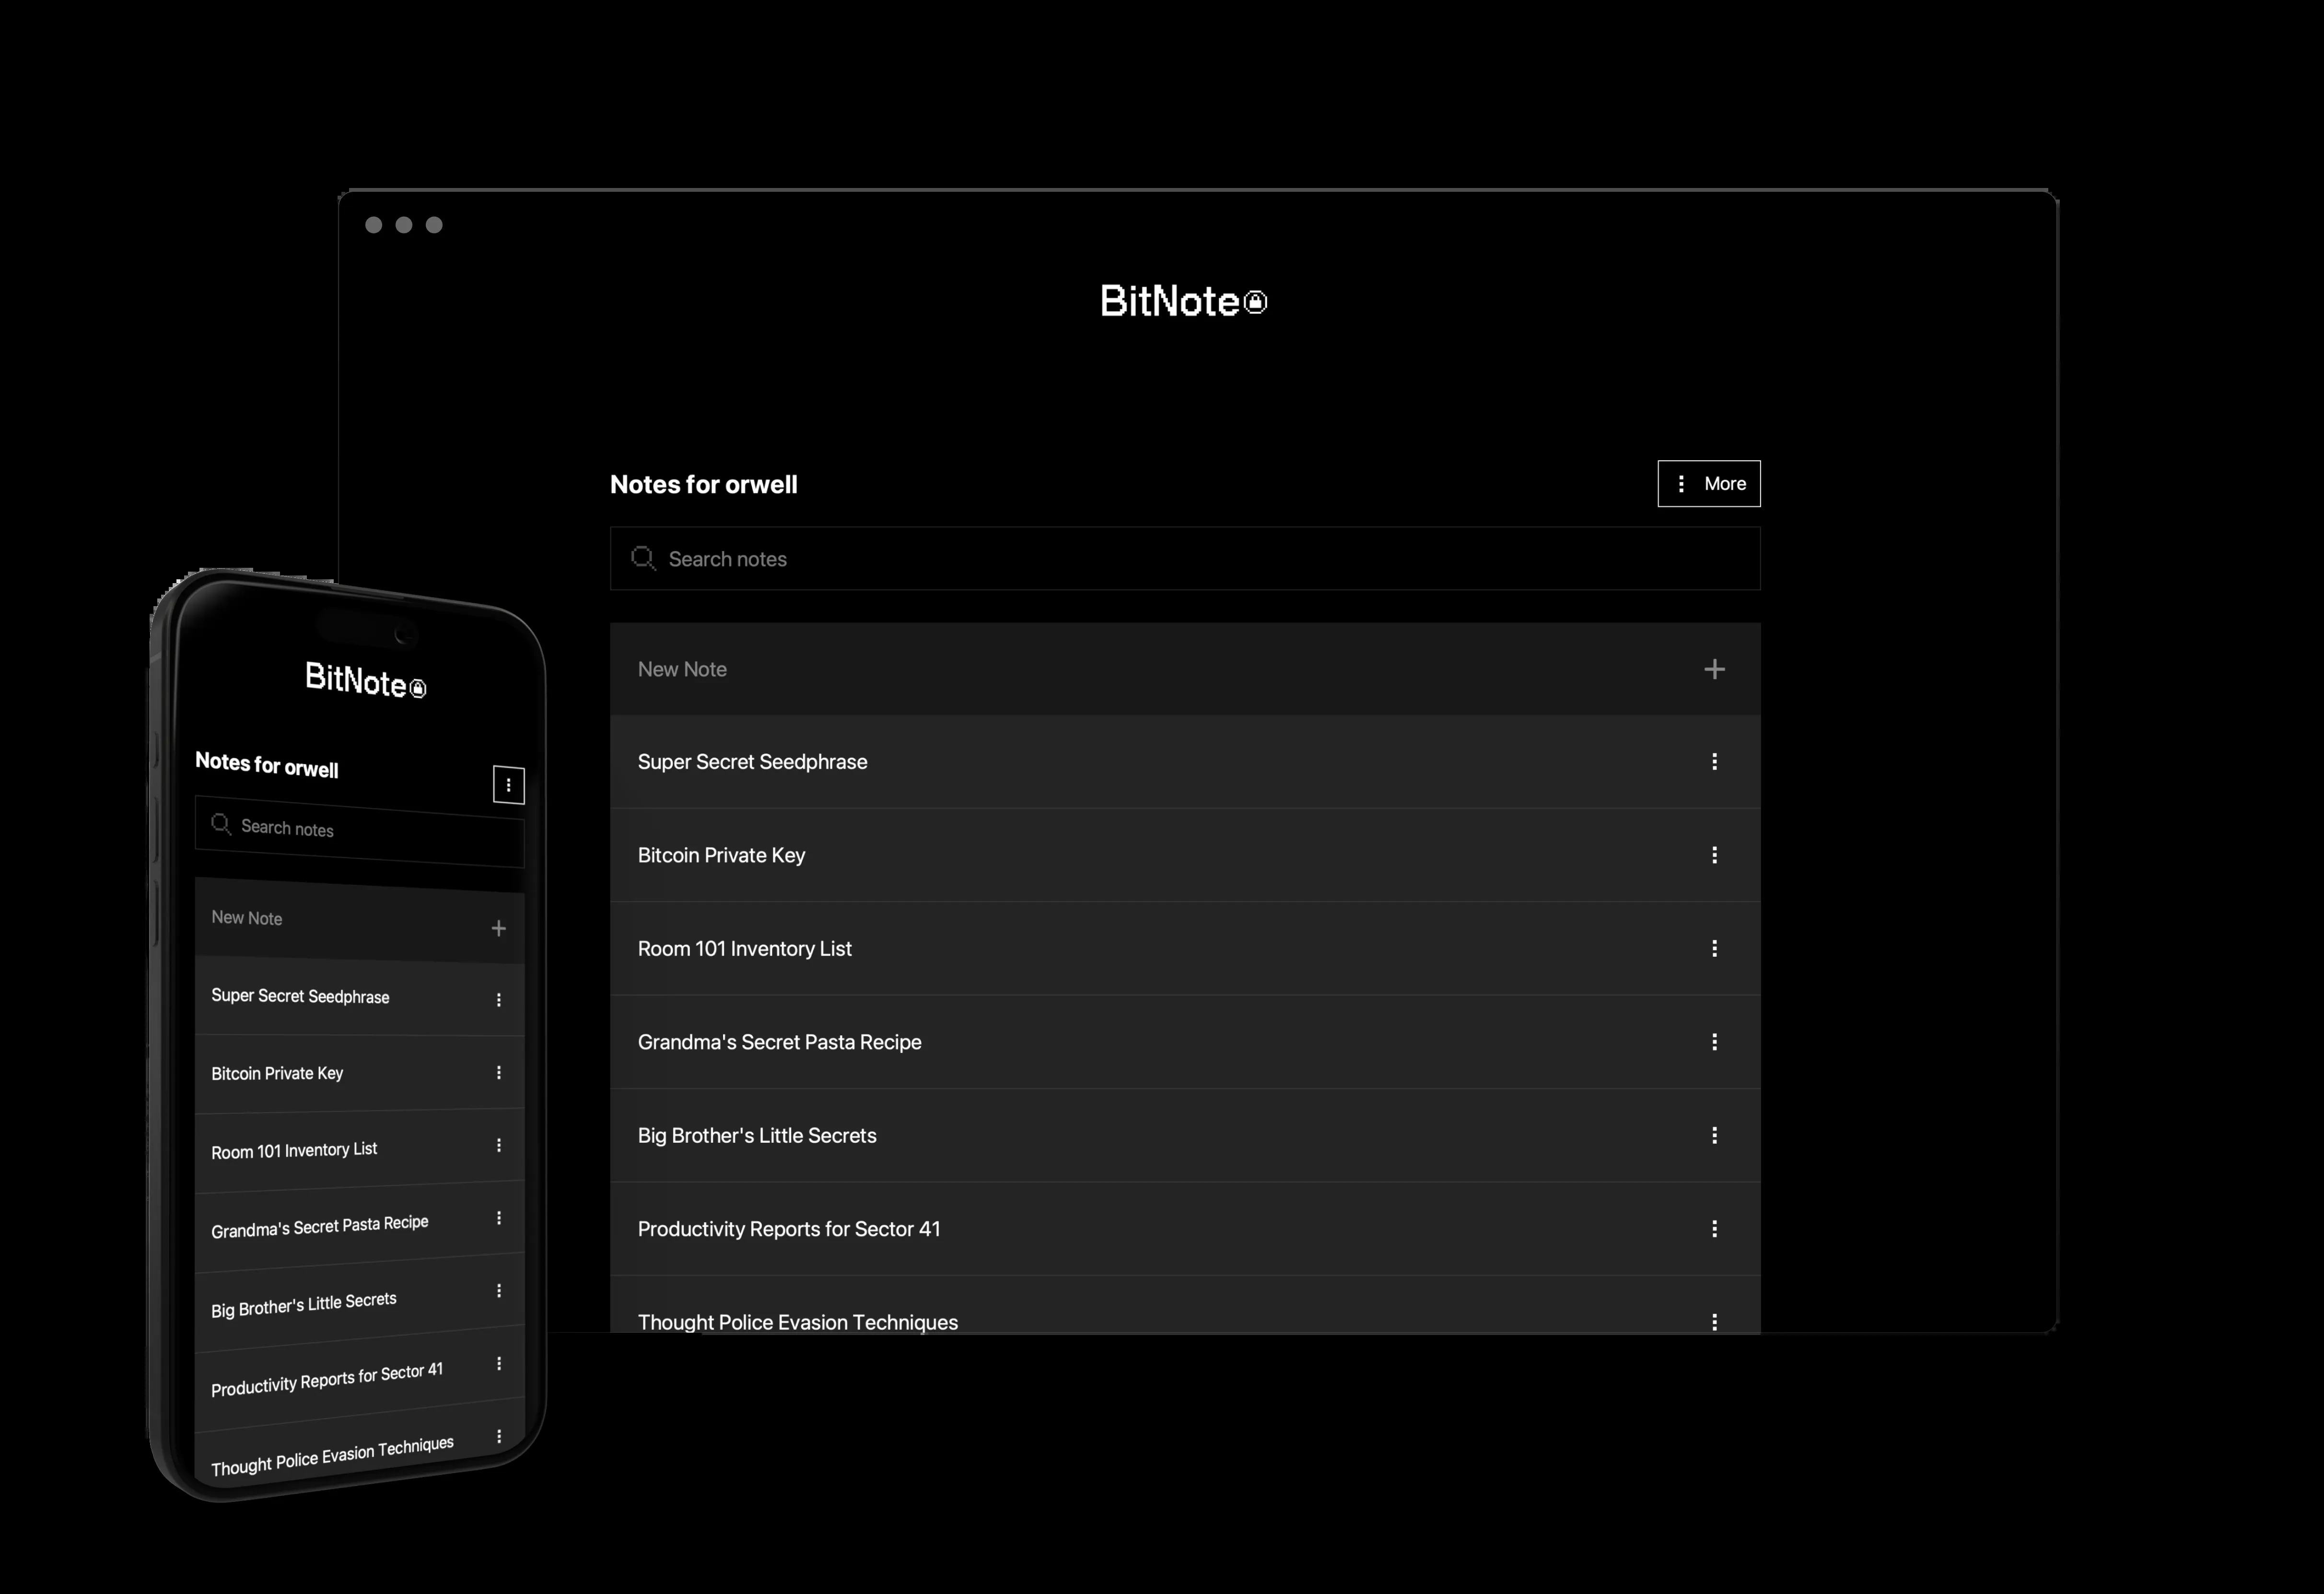 BitNote
Notes for orwell
More
Search notes
New Note
Super Secret Seedphrase
Bitcoin Private Key
Room 101 Inventory List
Grandma's Secret Pasta Recipe
Big Brother's Little Secrets
Productivity Reports for Sector 41
Thought Police Evasion Techniques
BitNote
Notes for orwell
Search notes
New Note
Super Secret Seedphrase
Bitcoin Private Key
Room 101 Inventory List
Grandma's Secret Pasta Recipe
Big Brother's Little Secrets
Productivity Reports for Sector 41
Thought Police Evasion Techniques